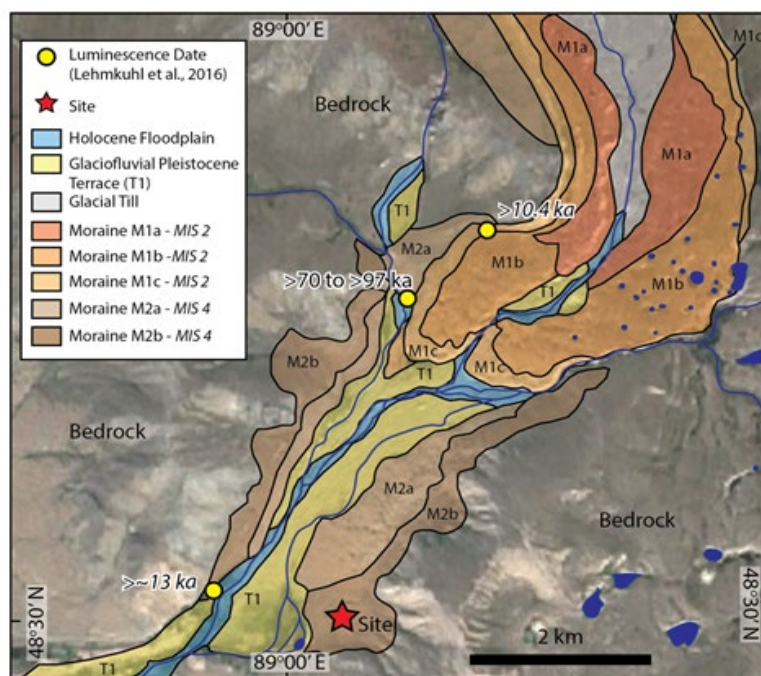 89°00' E
Luminescence Date
(Lehmkuhl et al., 2016)
Site
Holocene Floodplain
Glaciofluvial Pleistocene
Terrace (T1)
Glacial Till
Moraine M1a - MIS 2
Moraine M1b - MIS 2
Moraine M1c - MIS 2
Moraine M2a - MIS 4
Moraine M2b - MIS 4
Bedrock
M1a
M1c
M1a
T1
>10.4 ka
M2a
M1b
M1b
>70 to >97 ka
T1
M1c
M2b
T1
M1c
Bedrock
M2a
M2b
Bedrock
>~13 ka
T1
48°30' N
Site
48°30' N
2 km
T1
89°00' E